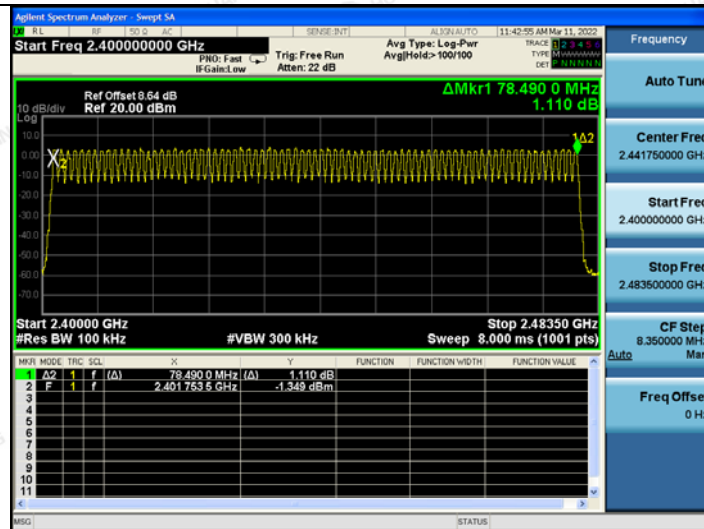 Agilent Spectrum Analyzer - Swept SA
RL RF 50 Ω AC SENSE:INT ALIGNAUTO 11:42:55 AM Mar 11, 2022
Start Freq 2.400000000 GHz
PNO: Fast
IFGain:Low
Trig: Free Run
Atten: 22 dB
Avg Type: Log-Pwr
Avg|Hold:> 100/100
TRACE 1 2 3 4 5 6
TYPE MWWWWW
DET P N N N N N
Frequency
Auto Tune
Center Freq
2.441750000 GHz
Start Freq
2.400000000 GHz
Stop Freq
2.483500000 GHz
CF Step
8.350000 MHz
Auto Man
Freq Offset
0 Hz
Ref Offset 8.64 dB
Ref 20.00 dBm
10 dB/div
Log
ΔMkr1 78.490 0 MHz
1.110 dB
10.0
0.00
-10.0
-20.0
-30.0
-40.0
-50.0
-60.0
-70.0
2
1Δ2
Start 2.40000 GHz
Stop 2.48350 GHz
#Res BW 100 kHz
#VBW 300 kHz
Sweep 8.000 ms (1001 pts)
MKR MODE TRC SCL X Y FUNCTION FUNCTION WIDTH FUNCTION VALUE
1 Δ2 1 f (Δ) 78.490 0 MHz (Δ) 1.110 dB
2 F 1 f 2.401 753 5 GHz -1.349 dBm
3
4
5
6
7
8
9
10
11
MSG
STATUS